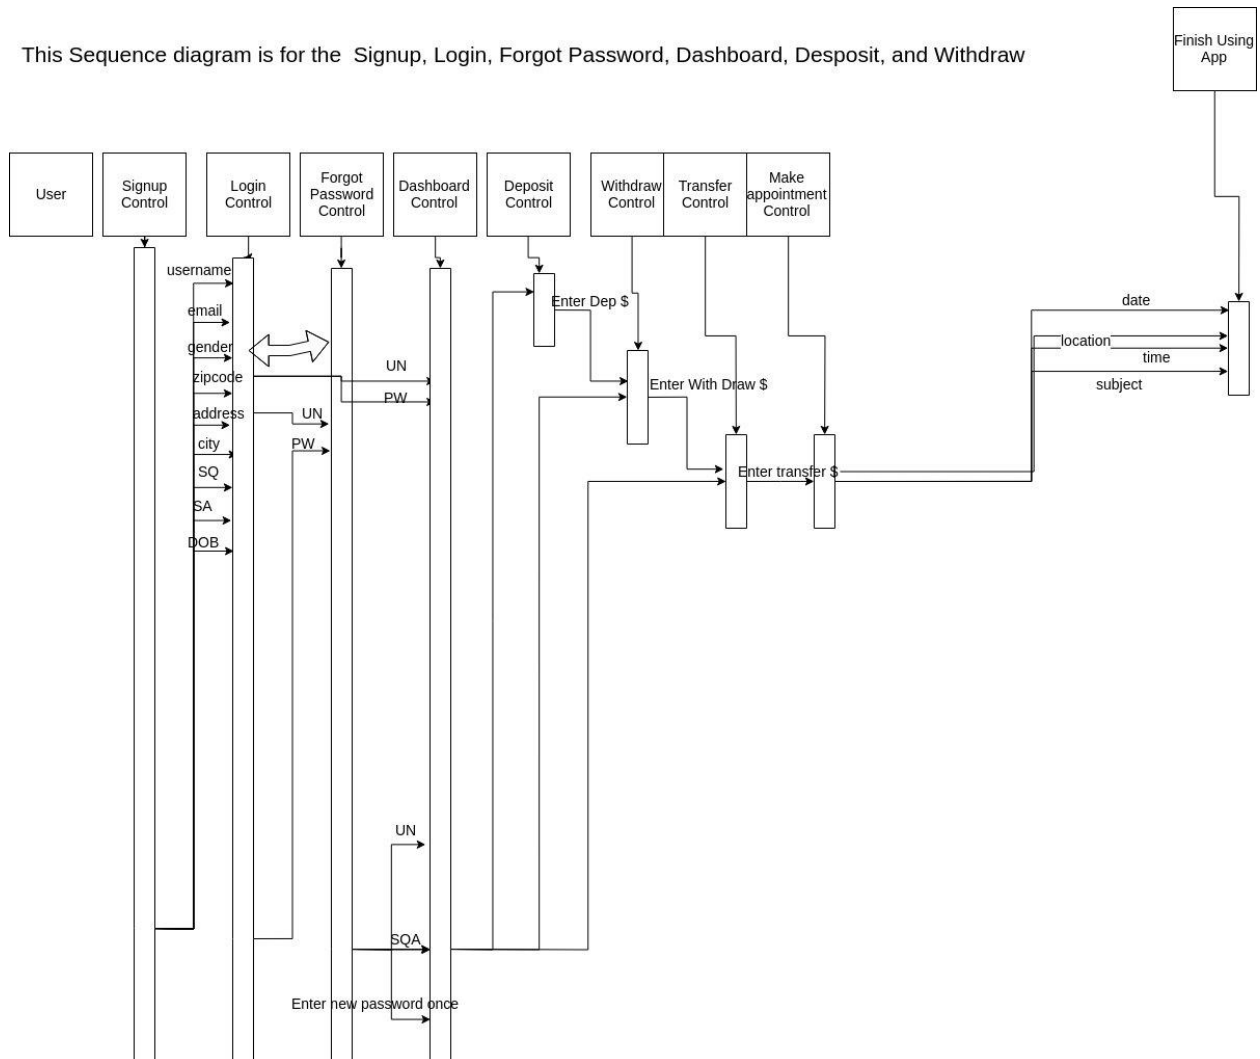 This Sequence diagram is for the Signup, Login, Forgot Password, Dashboard, Desposit, and Withdraw
Finish Using
App
User
Signup
Control
Login
Control
Forgot
Password
Control
Dashboard
Control
Deposit
Control
Withdraw
Control
Transfer
Control
Make
appointment
Control
username
email
gender
zipcode
address
city
SQ
SA
DOB
UN
PW
UN
PW
Enter Dep $
Enter With Draw $
Enter transfer $
date
location
time
subject
UN
SQA
Enter new password once